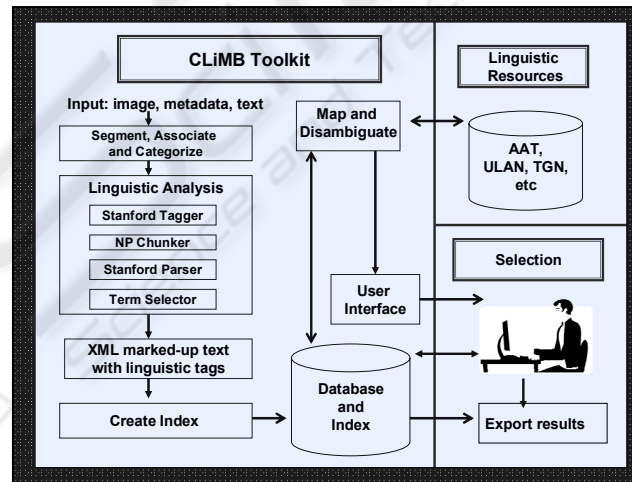 CLiMB Toolkit
Input: image, metadata, text
Segment, Associate
and Categorize
Linguistic Analysis
Stanford Tagger
NP Chunker
Stanford Parser
Term Selector
XML marked-up text
with linguistic tags
Create Index
Map and
Disambiguate
User
Interface
Database
and
Index
Linguistic
Resources
AAT,
ULAN, TGN,
etc
Selection
Export results